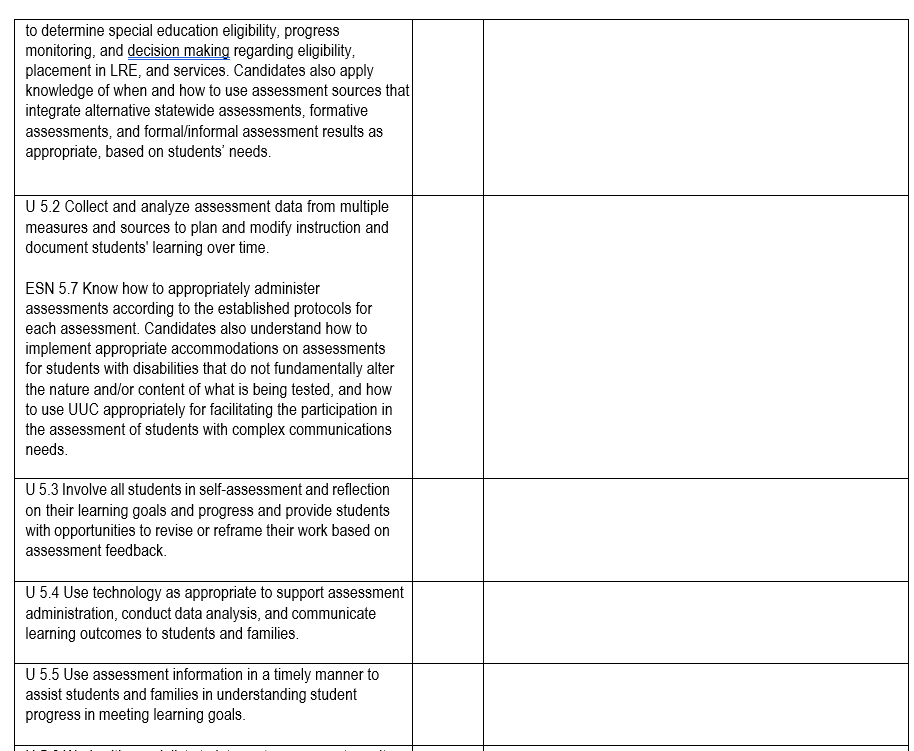 to determine special education eligibility, progress
monitoring, and decision making regarding eligibility,
placement in LRE, and services. Candidates also apply
knowledge of when and how to use assessment sources that
integrate alternative statewide assessments, formative
assessments, and formal/informal assessment results as
appropriate, based on students’ needs.
U 5.2 Collect and analyze assessment data from multiple
measures and sources to plan and modify instruction and
document students' learning over time.
ESN 5.7 Know how to appropriately administer
assessments according to the established protocols for
each assessment. Candidates also understand how to
implement appropriate accommodations on assessments
for students with disabilities that do not fundamentally alter
the nature and/or content of what is being tested, and how
to use UUC appropriately for facilitating the participation in
the assessment of students with complex communications
needs.
U 5.3 Involve all students in self-assessment and reflection
on their learning goals and progress and provide students
with opportunities to revise or reframe their work based on
assessment feedback.
U 5.4 Use technology as appropriate to support assessment
administration, conduct data analysis, and communicate
learning outcomes to students and families.
U 5.5 Use assessment information in a timely manner to
assist students and families in understanding student
progress in meeting learning goals.